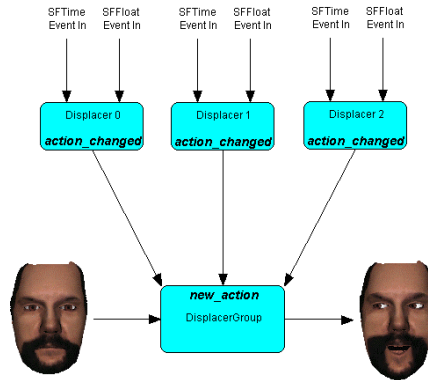 SFTime SFFloat SFTime SFFloat SFTime SFFloat
Event In Event In Event In Event In Event In Event In
Displacer 0 Displacer 1 Displacer 2
action_changed action_changed action_changed
new_action
DisplacerGroup